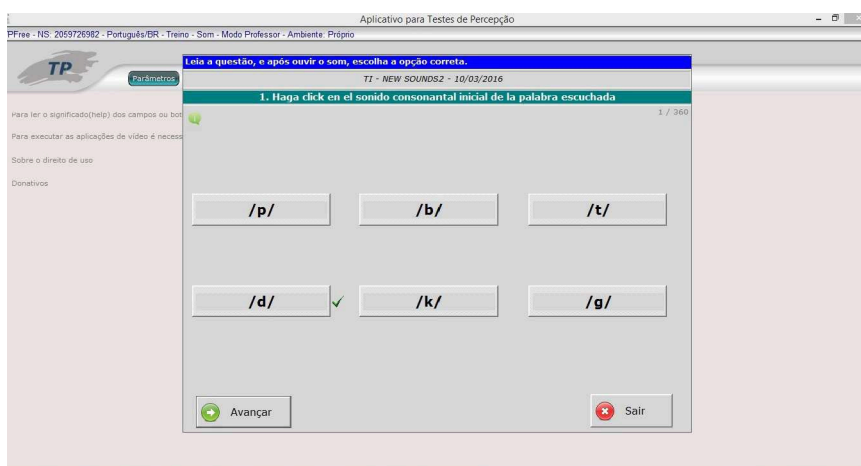 Aplicativo para Testes de Percepção
PFree - NS: 2059726982 - Português/BR - Treino - Som - Modo Professor - Ambiente: Próprio
TP
Parâmetros
Leia a questão, e após ouvir o som, escolha a opção correta.
TI - NEW SOUNDS2 - 10/03/2016
1. Haga click en el sonido consonantal inicial de la palabra escuchada
1 / 360
Para ler o significado(help) dos campos ou bot
Para executar as aplicações de vídeo é necess
Sobre o direito de uso
Donativos
/p/ /b/ /t/
/d/ /k/ /g/
Avançar Sair